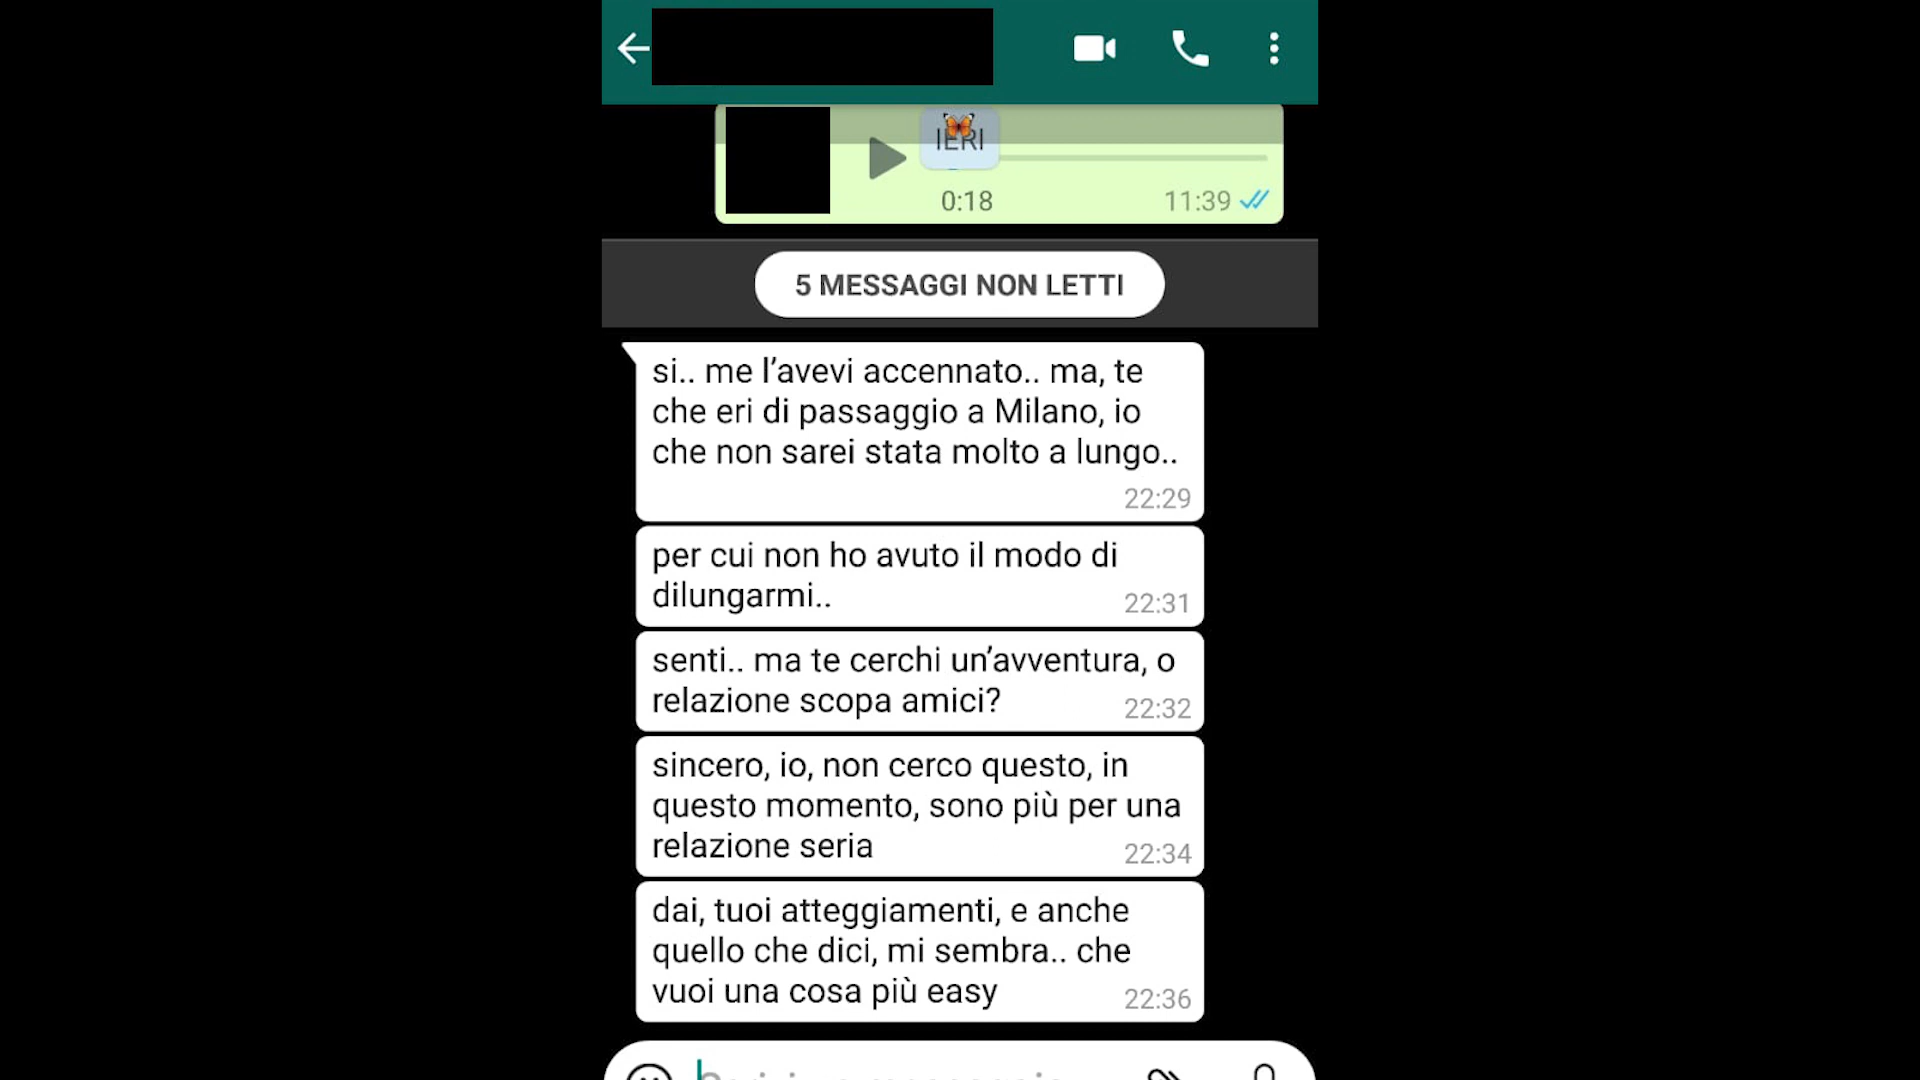 IERI
0:18
11:39
5 MESSAGGI NON LETTI
si.. me l’avevi accennato.. ma, te
che eri di passaggio a Milano, io
che non sarei stata molto a lungo..
22:29
per cui non ho avuto il modo di
dilungarmi..
22:31
senti.. ma te cerchi un’avventura, o
relazione scopa amici?
22:32
sincero, io, non cerco questo, in
questo momento, sono più per una
relazione seria
22:34
dai, tuoi atteggiamenti, e anche
quello che dici, mi sembra.. che
vuoi una cosa più easy
22:36